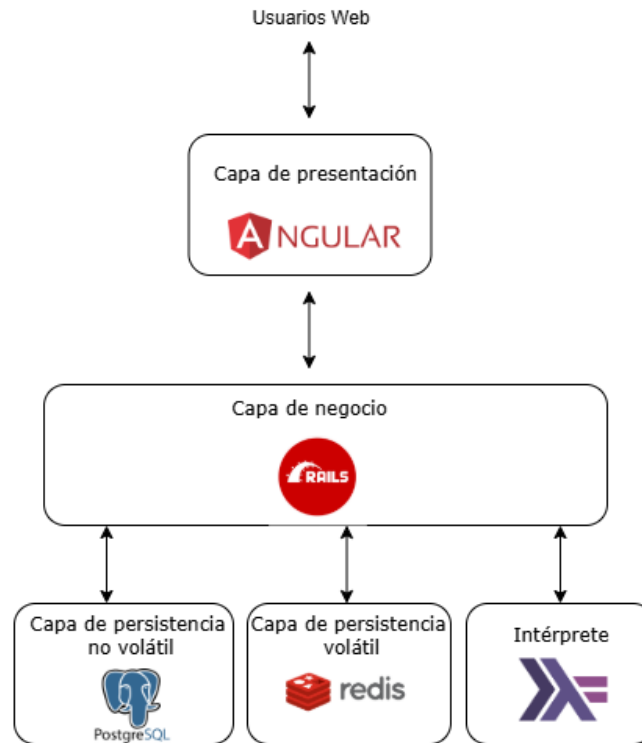 Usuarios Web
Capa de presentación
ANGULAR
Capa de negocio
RAILS
Capa de persistencia
no volátil
PostgreSQL
Capa de persistencia
volátil
redis
Intérprete